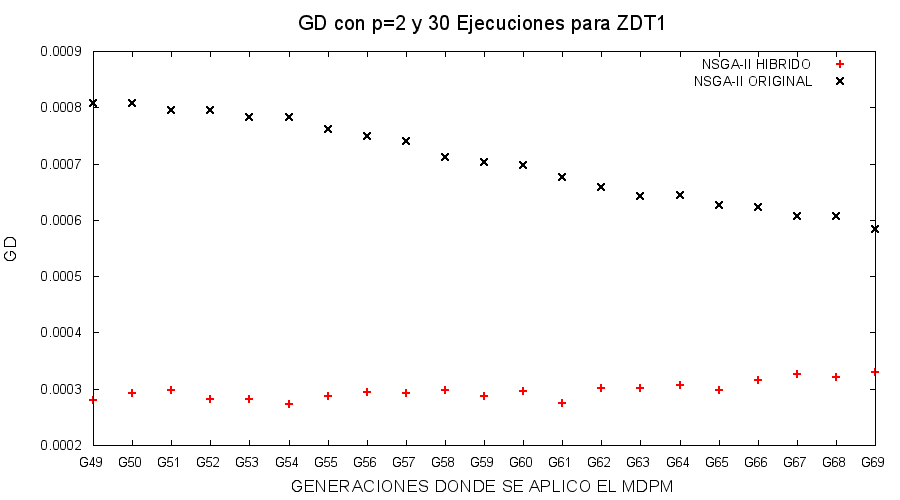 GD con p=2 y 30 Ejecuciones para ZDT1
NSGA-II HIBRIDO
NSGA-II ORIGINAL
0.0009
0.0008
0.0007
0.0006
0.0005
0.0004
0.0003
0.0002
GD
G49 G50 G51 G52 G53 G54 G55 G56 G57 G58 G59 G60 G61 G62 G63 G64 G65 G66 G67 G68 G69
GENERACIONES DONDE SE APLICO EL MDPM